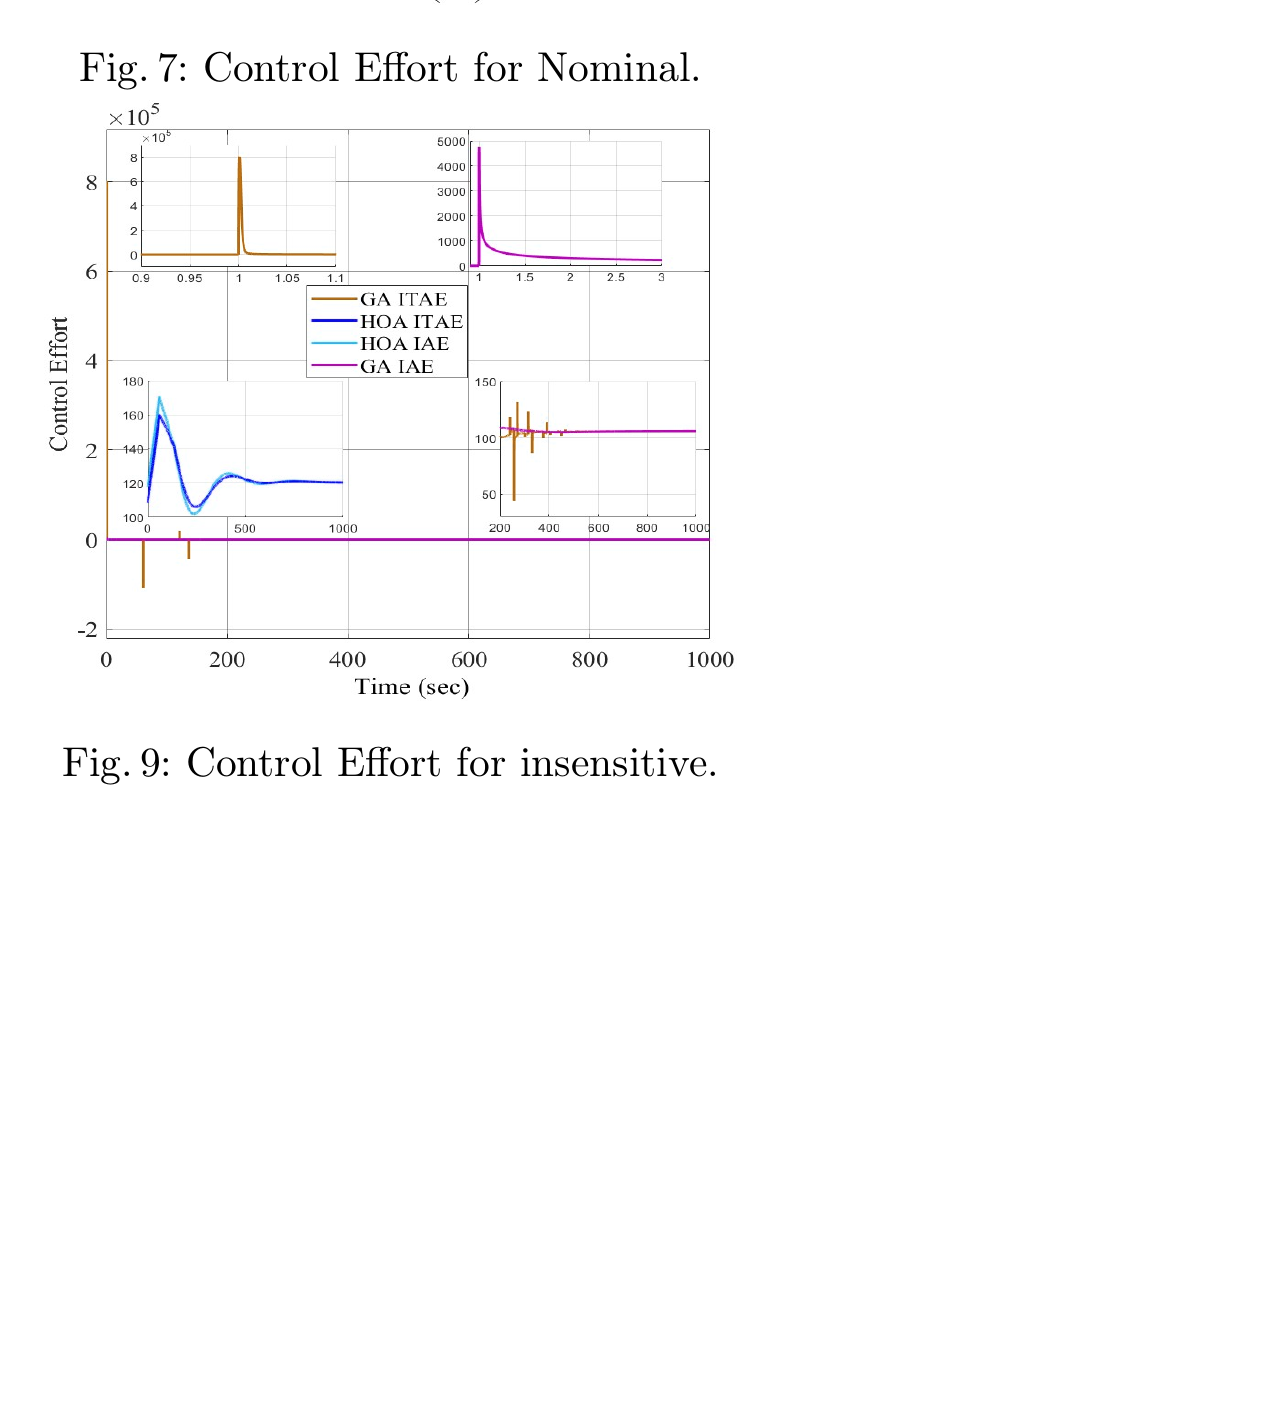 Fig. 7: Control Effort for Nominal.
×10^5
×10^5
8
6
4
2
0
0.9 0.95 1 1.05 1.1
5000
4000
3000
2000
1000
0
1 1.5 2 2.5 3
GA ITAE
HOA ITAE
HOA IAE
GA IAE
180
160
140
120
100
0 500 1000
150
100
50
200 400 600 800 1000
8
6
4
2
0
-2
Control Effort
0 200 400 600 800 1000
Time (sec)
Fig. 9: Control Effort for insensitive.